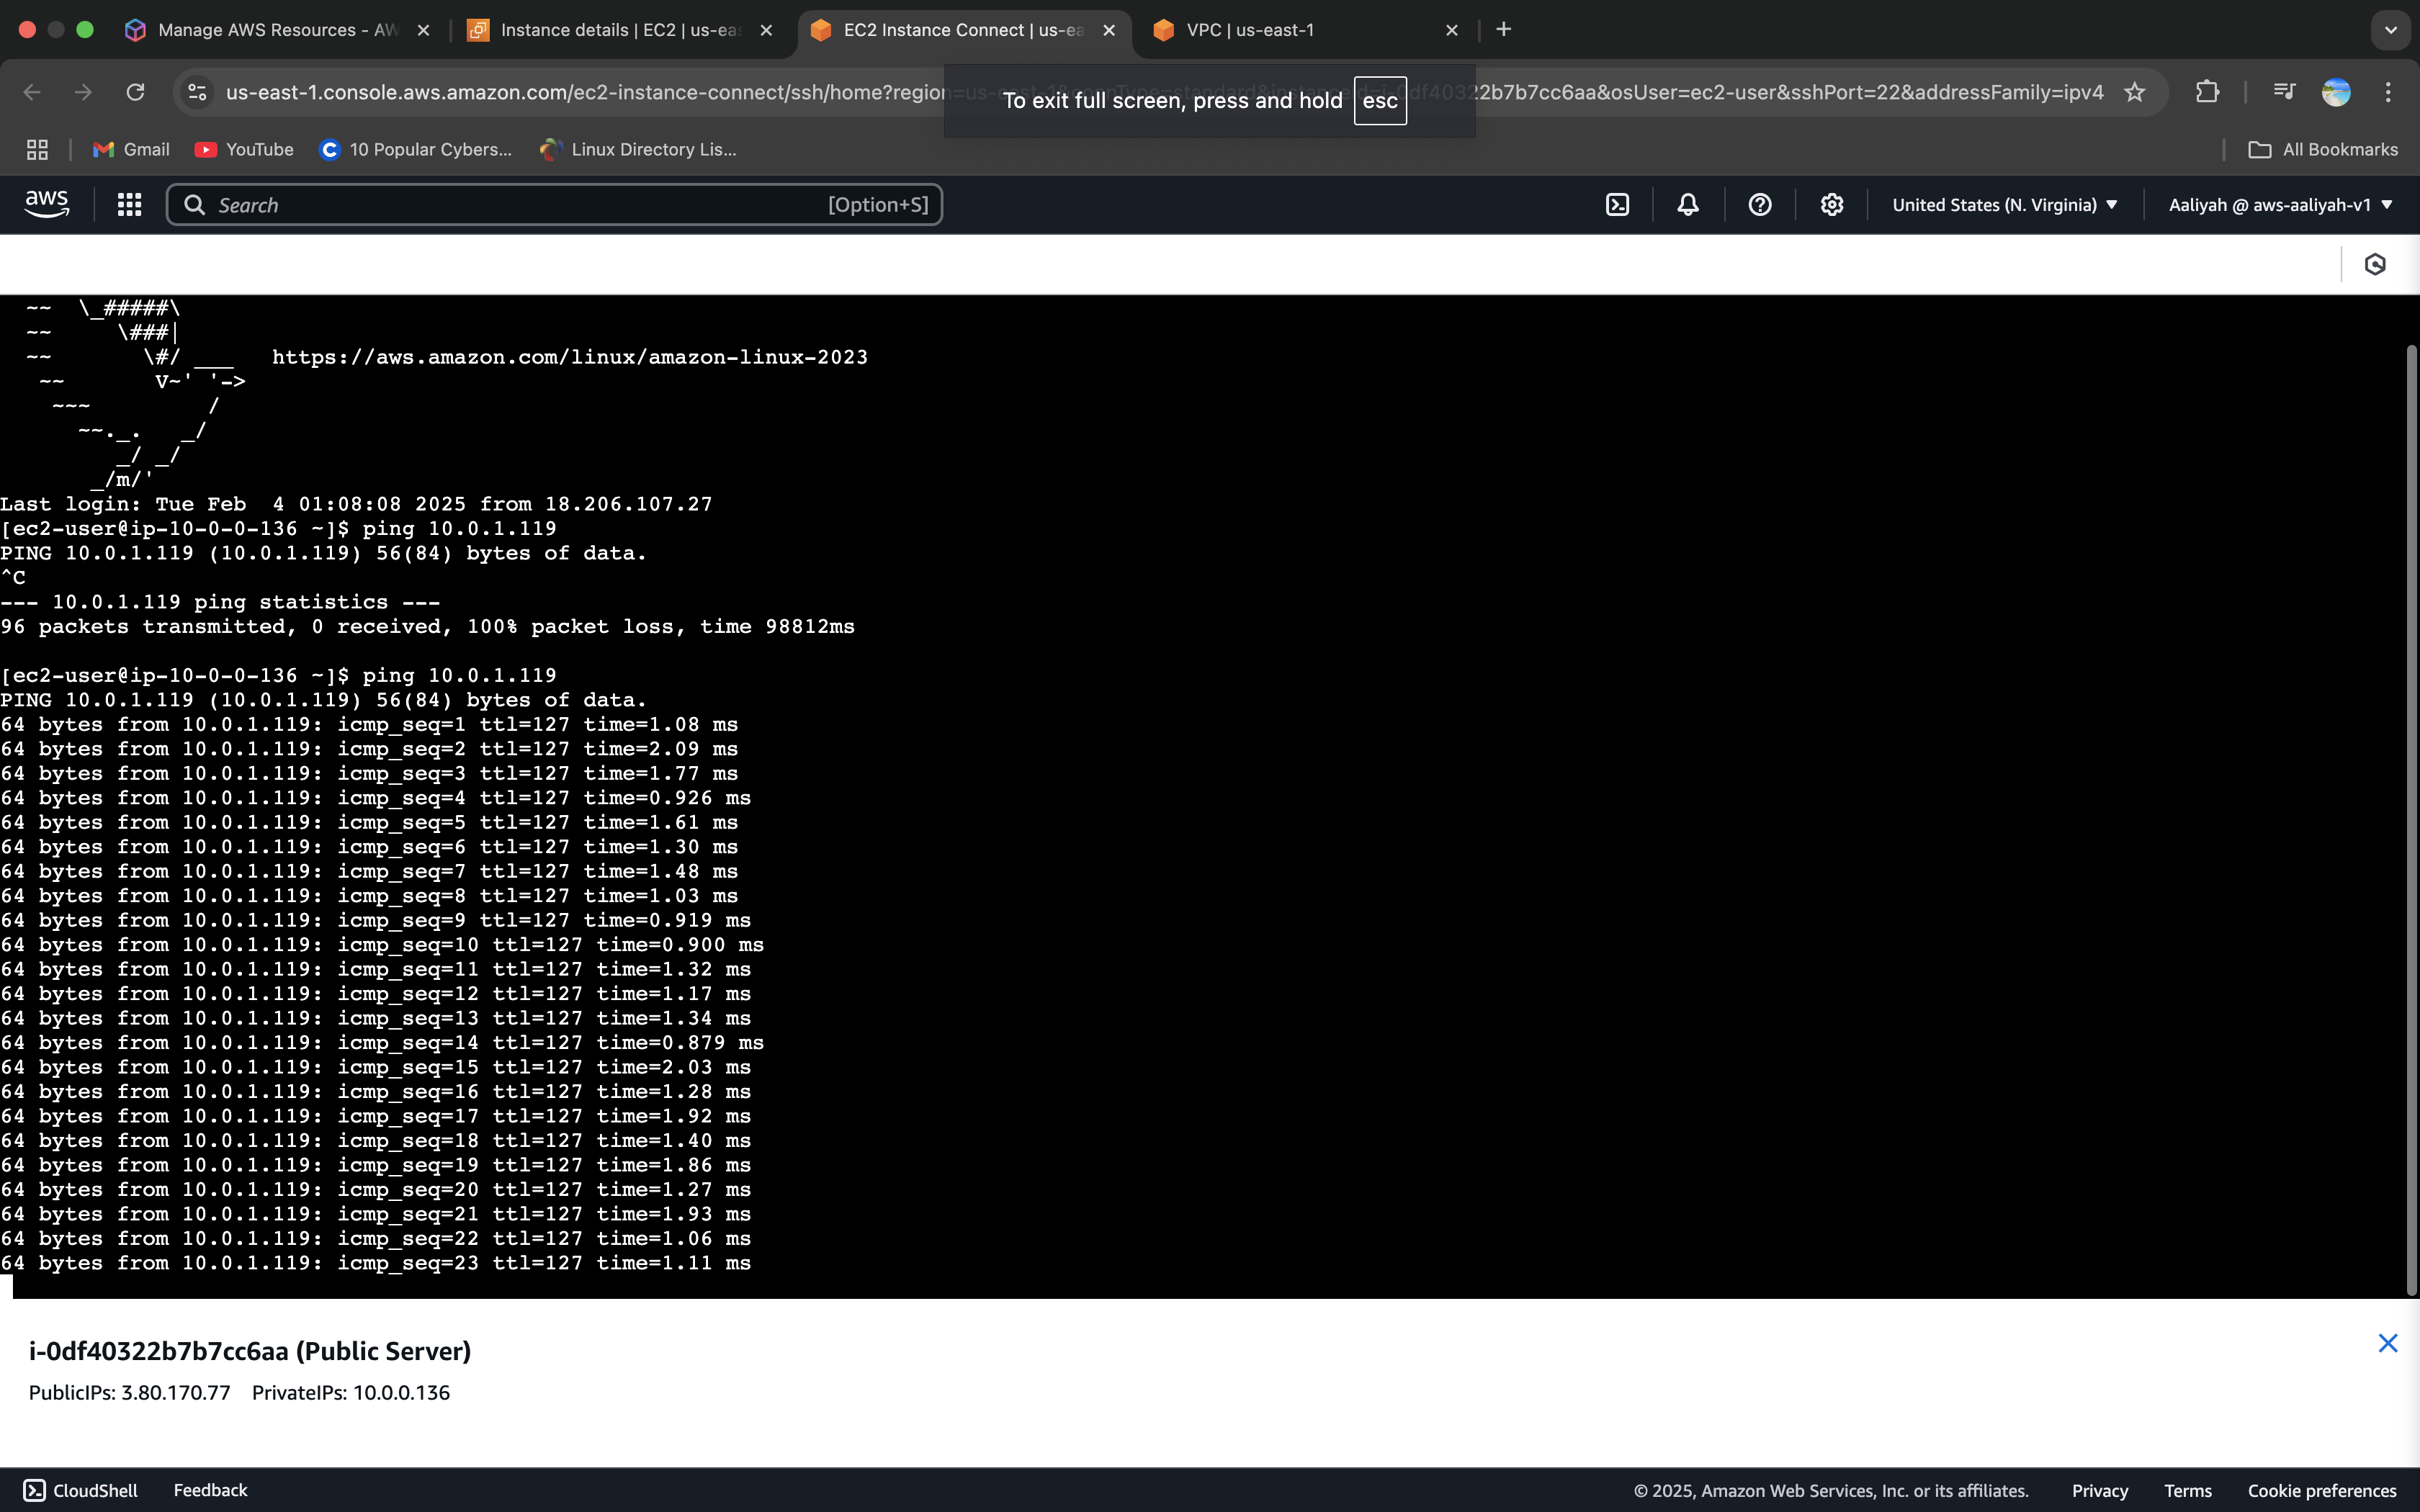 Manage AWS Resources - AW
Instance details | EC2 | us-eas
EC2 Instance Connect | us-ea
VPC | us-east-1
us-east-1.console.aws.amazon.com/ec2-instance-connect/ssh/home?region=us-east-1&connType=standard&instanceId=i-0df40322b7b7cc6aa&osUser=ec2-user&sshPort=22&addressFamily=ipv4
To exit full screen, press and hold esc
Gmail
YouTube
10 Popular Cybers...
Linux Directory Lis...
All Bookmarks
aws
Search
[Option+S]
United States (N. Virginia)
Aaliyah @ aws-aaliyah-v1
~~  \_#####\
~~     \###|
~~       \#/ ___   https://aws.amazon.com/linux/amazon-linux-2023
~~       V~' '->
~~~         /
~~._.   _/
_/ _/
_/m/'
Last login: Tue Feb  4 01:08:08 2025 from 18.206.107.27
[ec2-user@ip-10-0-0-136 ~]$ ping 10.0.1.119
PING 10.0.1.119 (10.0.1.119) 56(84) bytes of data.
^C
--- 10.0.1.119 ping statistics ---
96 packets transmitted, 0 received, 100% packet loss, time 98812ms
[ec2-user@ip-10-0-0-136 ~]$ ping 10.0.1.119
PING 10.0.1.119 (10.0.1.119) 56(84) bytes of data.
64 bytes from 10.0.1.119: icmp_seq=1 ttl=127 time=1.08 ms
64 bytes from 10.0.1.119: icmp_seq=2 ttl=127 time=2.09 ms
64 bytes from 10.0.1.119: icmp_seq=3 ttl=127 time=1.77 ms
64 bytes from 10.0.1.119: icmp_seq=4 ttl=127 time=0.926 ms
64 bytes from 10.0.1.119: icmp_seq=5 ttl=127 time=1.61 ms
64 bytes from 10.0.1.119: icmp_seq=6 ttl=127 time=1.30 ms
64 bytes from 10.0.1.119: icmp_seq=7 ttl=127 time=1.48 ms
64 bytes from 10.0.1.119: icmp_seq=8 ttl=127 time=1.03 ms
64 bytes from 10.0.1.119: icmp_seq=9 ttl=127 time=0.919 ms
64 bytes from 10.0.1.119: icmp_seq=10 ttl=127 time=0.900 ms
64 bytes from 10.0.1.119: icmp_seq=11 ttl=127 time=1.32 ms
64 bytes from 10.0.1.119: icmp_seq=12 ttl=127 time=1.17 ms
64 bytes from 10.0.1.119: icmp_seq=13 ttl=127 time=1.34 ms
64 bytes from 10.0.1.119: icmp_seq=14 ttl=127 time=0.879 ms
64 bytes from 10.0.1.119: icmp_seq=15 ttl=127 time=2.03 ms
64 bytes from 10.0.1.119: icmp_seq=16 ttl=127 time=1.28 ms
64 bytes from 10.0.1.119: icmp_seq=17 ttl=127 time=1.92 ms
64 bytes from 10.0.1.119: icmp_seq=18 ttl=127 time=1.40 ms
64 bytes from 10.0.1.119: icmp_seq=19 ttl=127 time=1.86 ms
64 bytes from 10.0.1.119: icmp_seq=20 ttl=127 time=1.27 ms
64 bytes from 10.0.1.119: icmp_seq=21 ttl=127 time=1.93 ms
64 bytes from 10.0.1.119: icmp_seq=22 ttl=127 time=1.06 ms
64 bytes from 10.0.1.119: icmp_seq=23 ttl=127 time=1.11 ms
i-0df40322b7b7cc6aa (Public Server)
PublicIPs: 3.80.170.77 PrivateIPs: 10.0.0.136
CloudShell
Feedback
© 2025, Amazon Web Services, Inc. or its affiliates.
Privacy
Terms
Cookie preferences